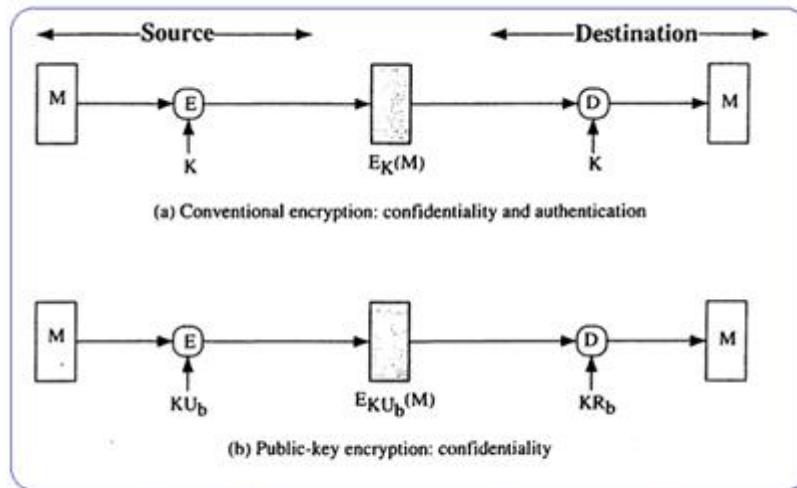 Source Destination
M E D M
K E_K(M) K
(a) Conventional encryption: confidentiality and authentication
M E D M
KU_b E_KU_b(M) KR_b
(b) Public-key encryption: confidentiality